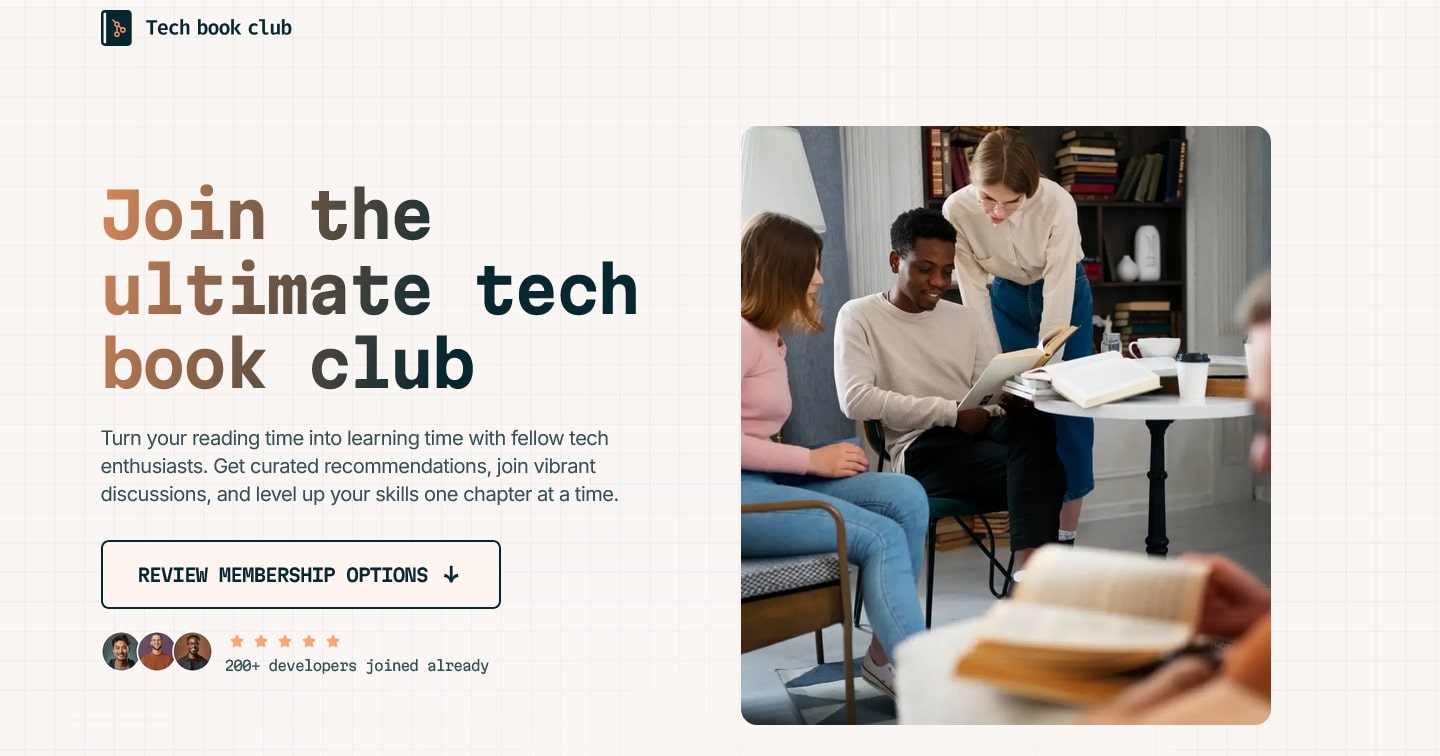 Tech book club
Join the
ultimate tech
book club
Turn your reading time into learning time with fellow tech
enthusiasts. Get curated recommendations, join vibrant
discussions, and level up your skills one chapter at a time.
REVIEW MEMBERSHIP OPTIONS ↓
200+ developers joined already